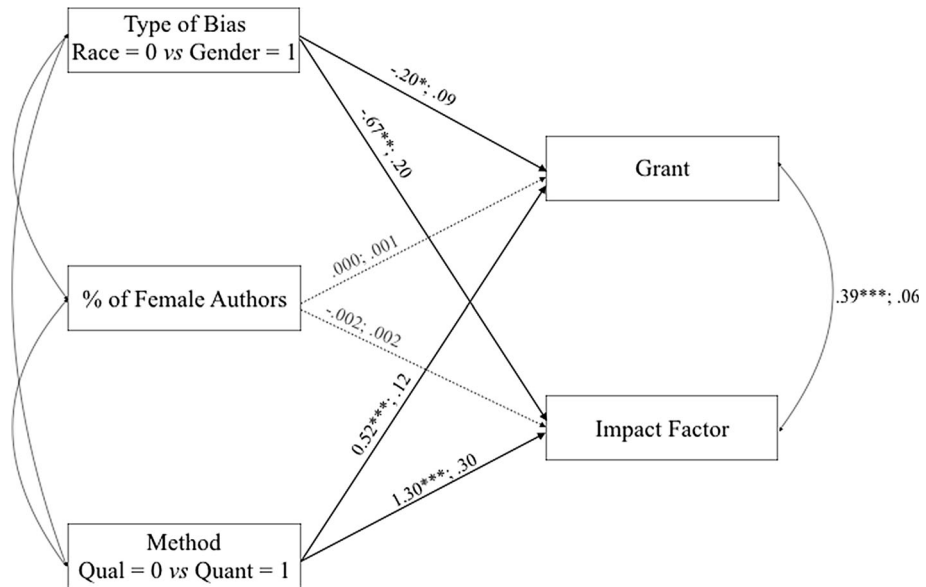 Type of Bias
Race = 0 vs Gender = 1
-.20*; .09
-.67**; .20
Grant
.000; .001
% of Female Authors
-.002; .002
.39***; .06
0.52***; .12
Impact Factor
1.30***; .30
Method
Qual = 0 vs Quant = 1